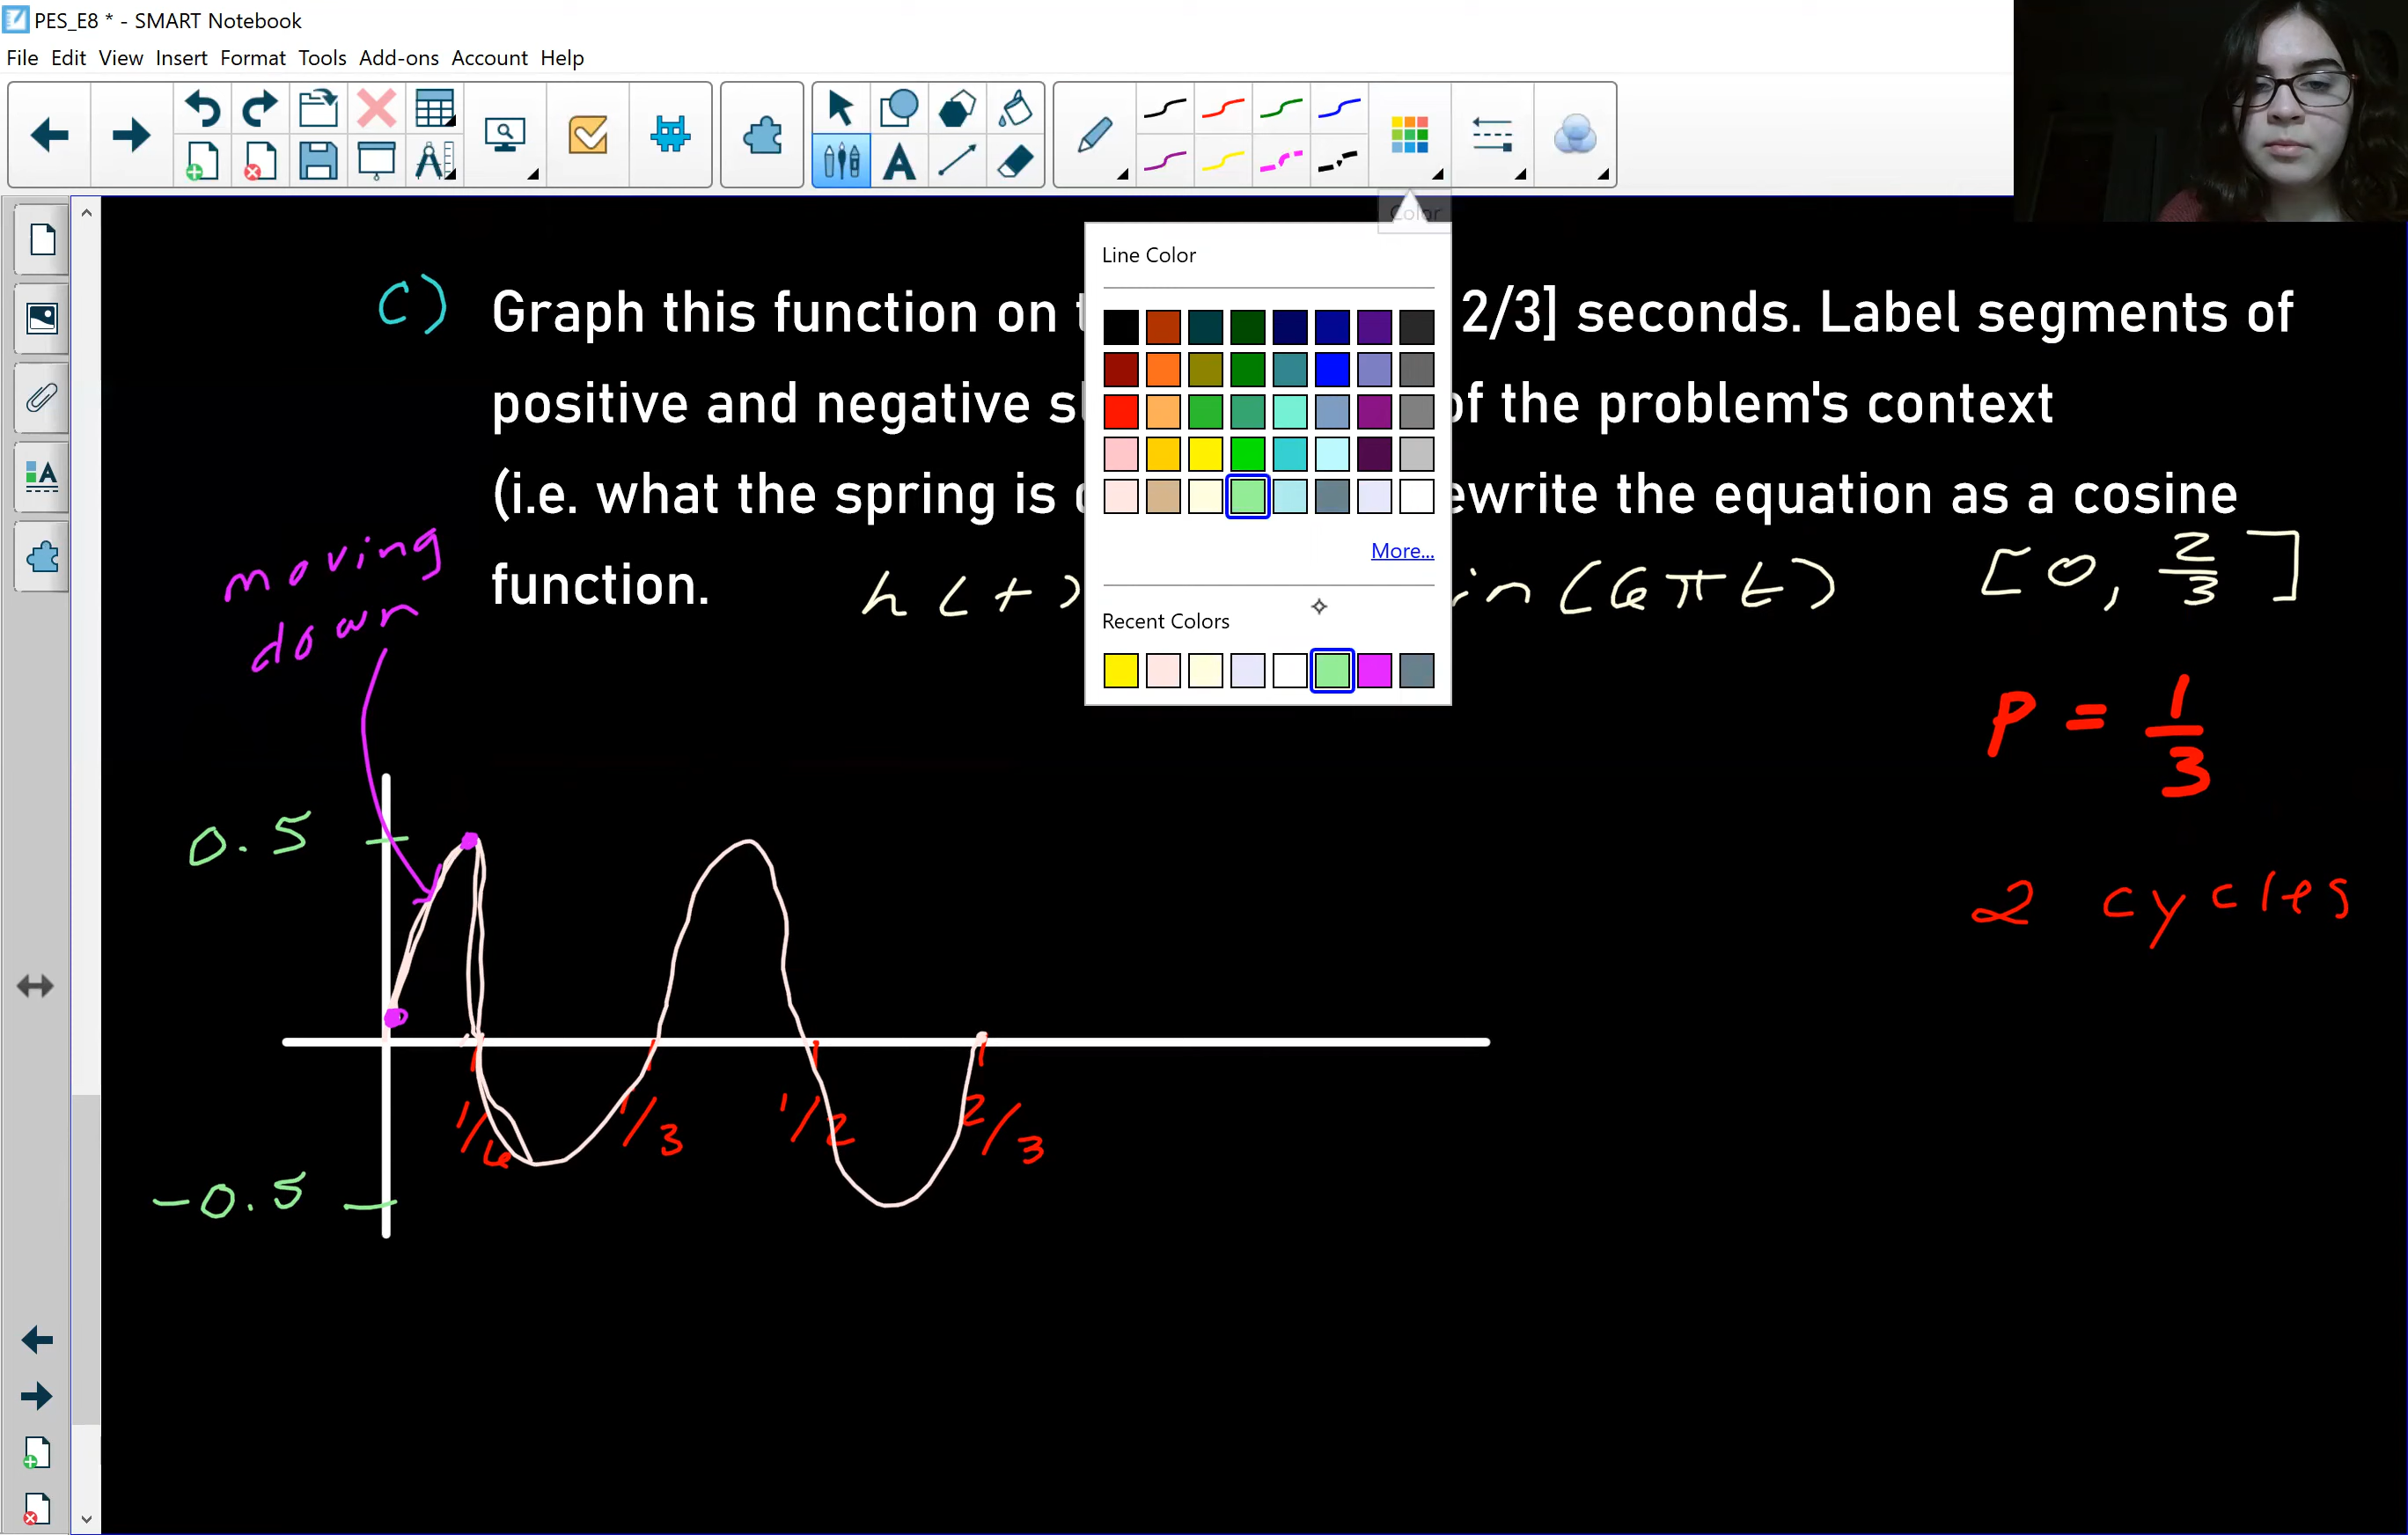 PES_E8 * - SMART Notebook
File Edit View Insert Format Tools Add-ons Account Help
Color
Line Color
More...
Recent Colors
c) Graph this function on 2/3] seconds. Label segments of
positive and negative of the problem's context
(i.e. what the spring is ewrite the equation as a cosine
function. h(t) in(6πt) [0, 2/3]
moving
down
P = 1/3
2 cycles
0.5
-0.5
1/6 1/3 1/2 2/3